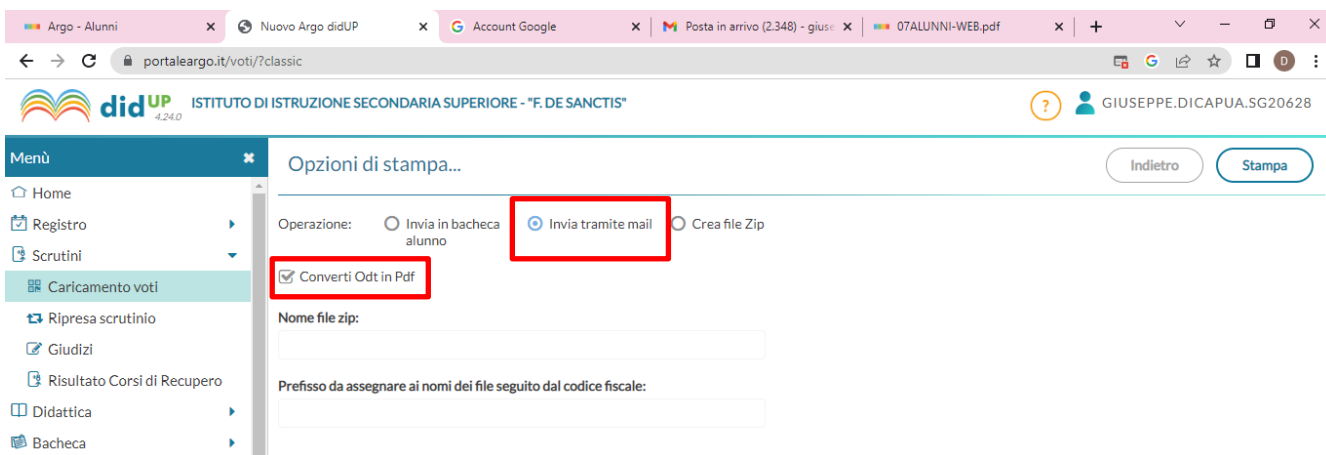 Argo - Alunni
Nuovo Argo didUP
Account Google
Posta in arrivo (2.348) - giuse
07ALUNNI-WEB.pdf
portaleargo.it/voti/?classic
D
didUP
4.24.0
ISTITUTO DI ISTRUZIONE SECONDARIA SUPERIORE - "F. DE SANCTIS"
?
GIUSEPPE.DICAPUA.SG20628
Menù
Opzioni di stampa...
Indietro
Stampa
Home
Registro
Operazione:
Invia in bacheca
alunno
Invia tramite mail
Crea file Zip
Scrutini
Converti Odt in Pdf
Caricamento voti
Ripresa scrutinio
Nome file zip:
Giudizi
Risultato Corsi di Recupero
Prefisso da assegnare ai nomi dei file seguito dal codice fiscale:
Didattica
Bacheca